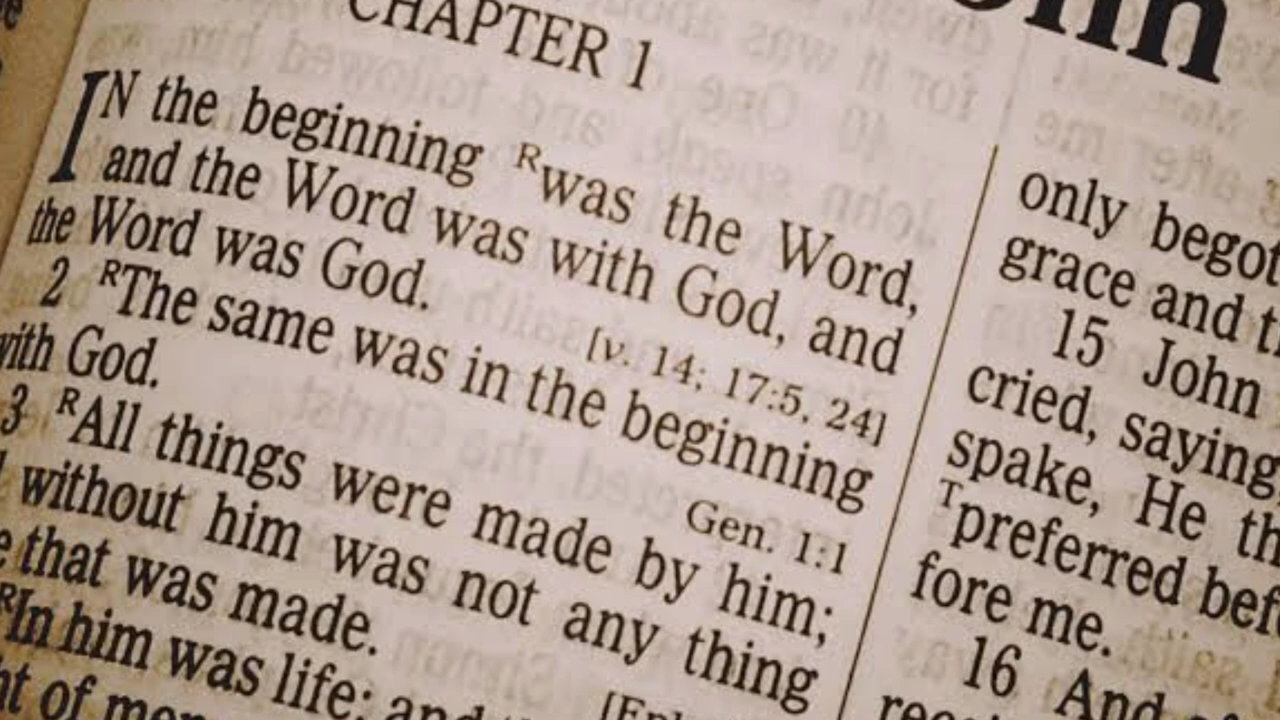 CHAPTER 1
IN the beginning ᴿwas the Word,
and the Word was with God, and
the Word was God.
[v. 14; 17:5, 24]
2 ᴿThe same was in the beginning
with God.
Gen. 1:1
3 ᴿAll things were made by him;
without him was not any thing
that was made.
ᴿIn him was life; and
of men
only
grace and
15 John
cried, saying
spake, He
ᵀpreferred
fore me.
16 And